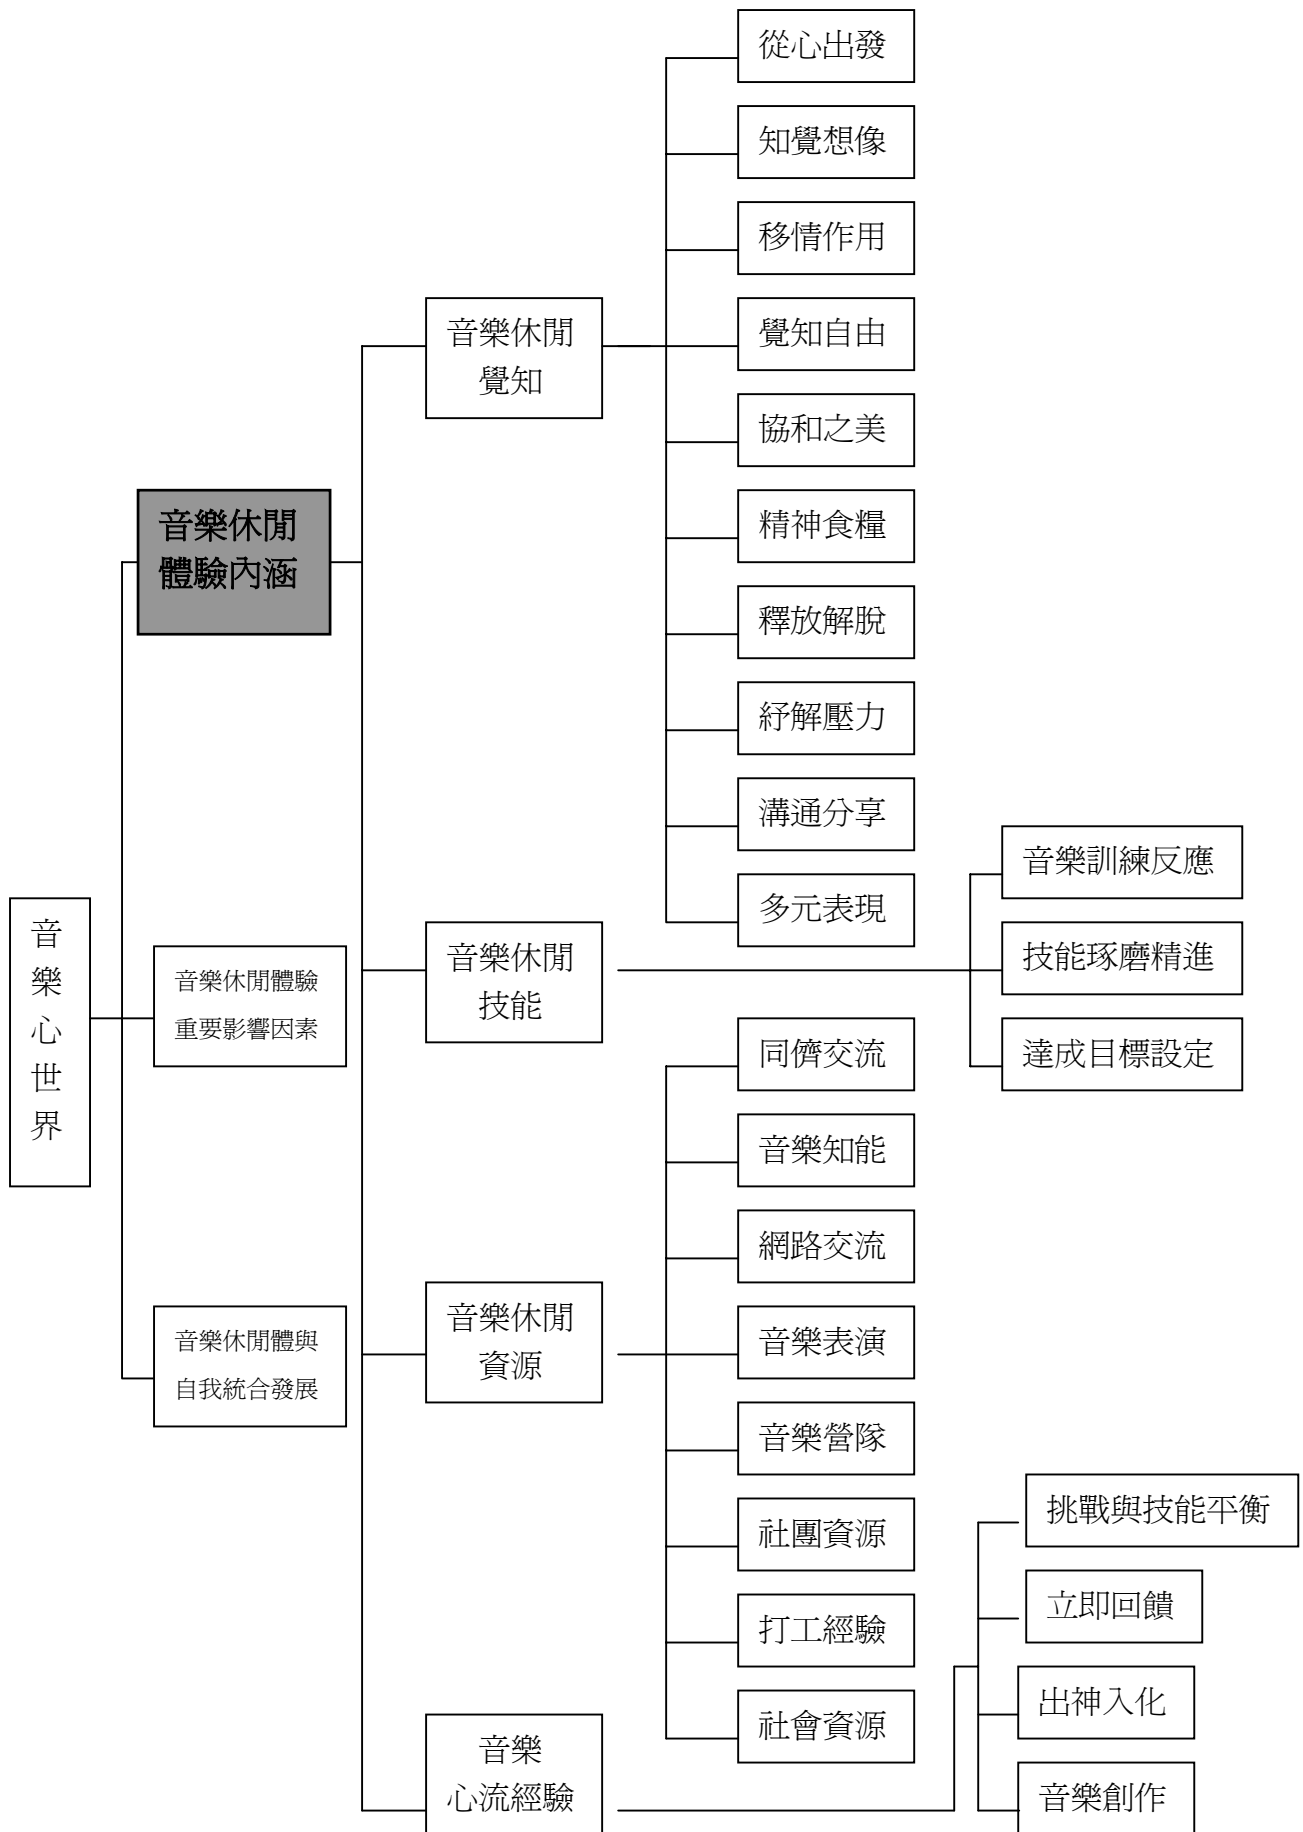 音樂心世界
音樂休閒
體驗內涵
音樂休閒體驗
重要影響因素
音樂休閒體與
自我統合發展
音樂休閒
覺知
從心出發
知覺想像
移情作用
覺知自由
協和之美
精神食糧
釋放解脫
紓解壓力
溝通分享
多元表現
音樂休閒
技能
音樂訓練反應
技能琢磨精進
達成目標設定
音樂休閒
資源
同儕交流
音樂知能
網路交流
音樂表演
音樂營隊
社團資源
打工經驗
社會資源
音樂
心流經驗
挑戰與技能平衡
立即回饋
出神入化
音樂創作